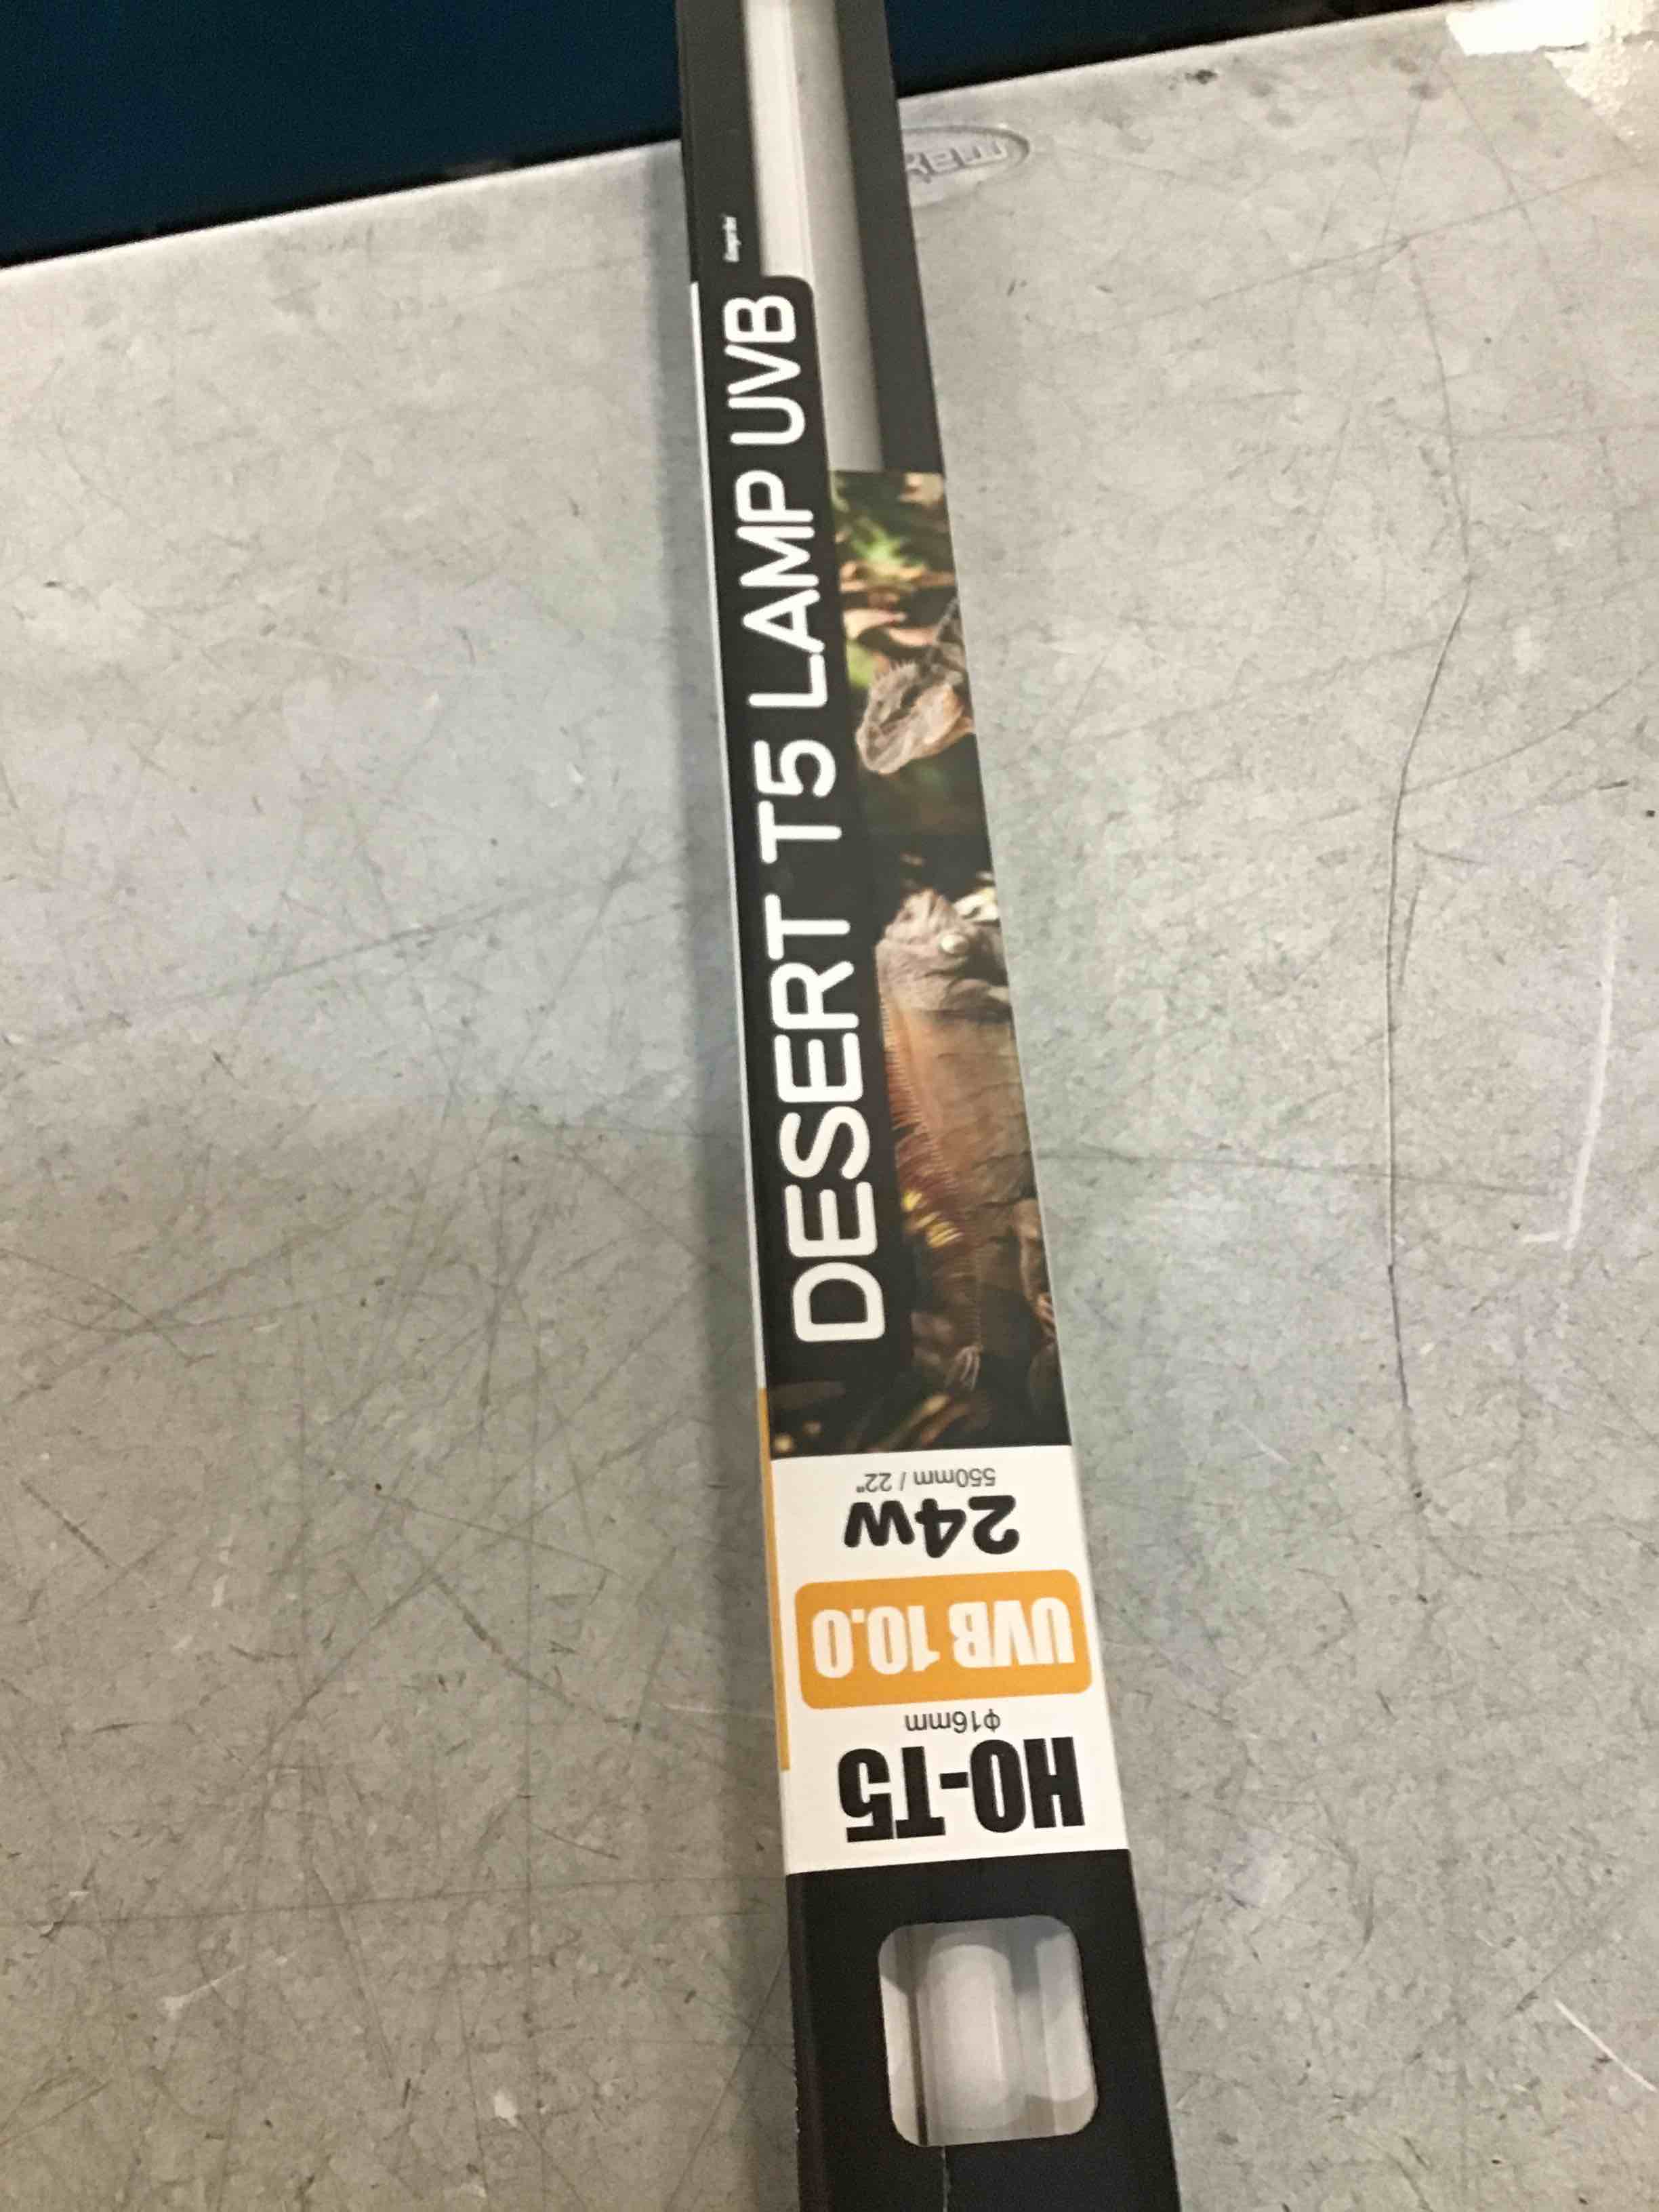 DESERT T5 LAMP UVB
HO-T5
φ16mm
UVB 10.0
24w
550mm / 22"